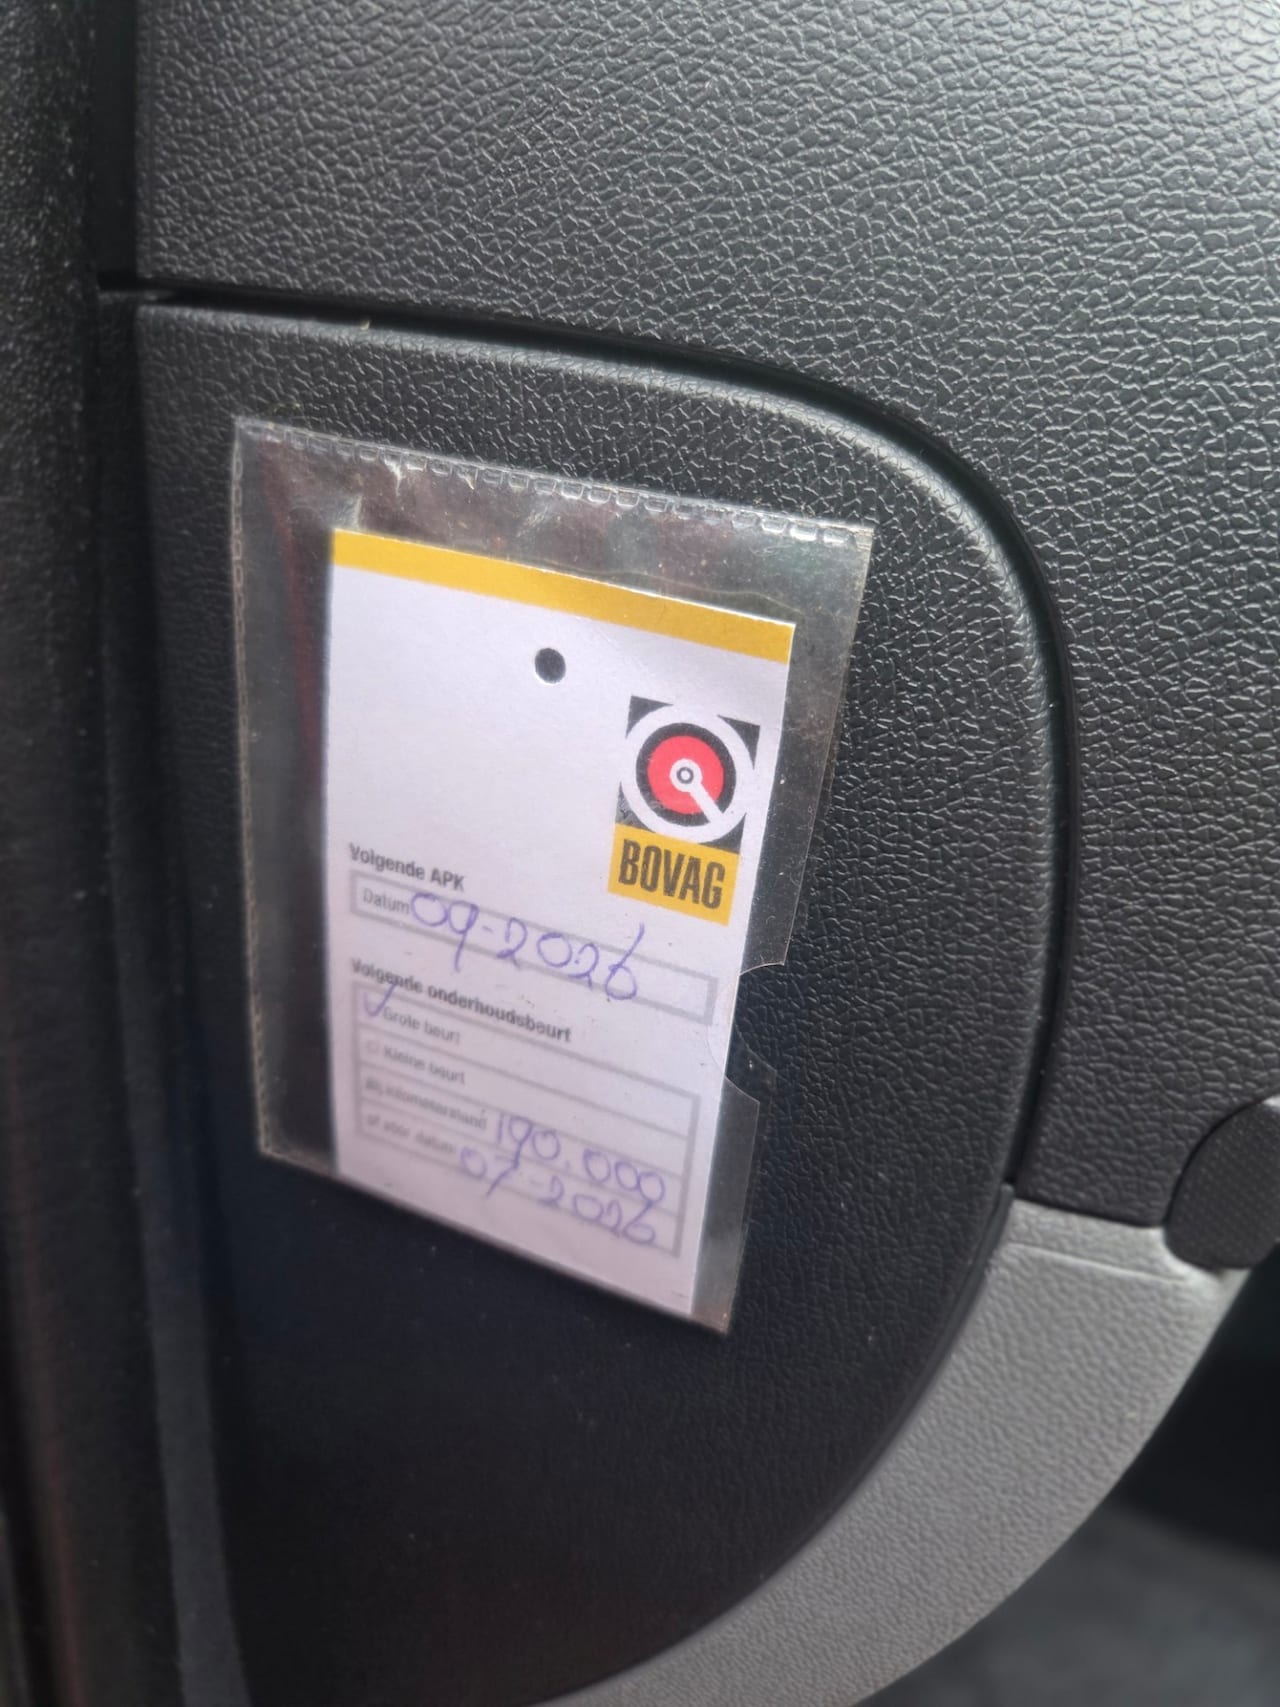 BOVAG
Volgende APK
Datum 09-2026
Volgende onderhoudsbeurt
✓ Grote beurt
Kleine beurt
Bij kilometerstand 190.000
of vóór datum 07-2026